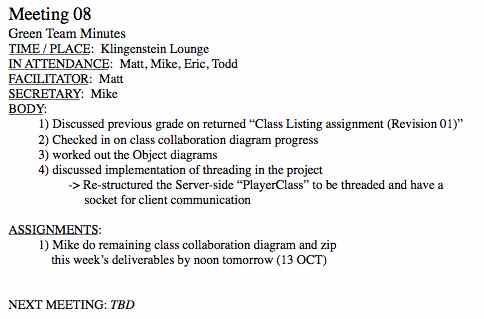 Meeting 08
Green Team Minutes
TIME / PLACE: Klingenstein Lounge
IN ATTENDANCE: Matt, Mike, Eric, Todd
FACILITATOR: Matt
SECRETARY: Mike
BODY:
1) Discussed previous grade on returned “Class Listing assignment (Revision 01)”
2) Checked in on class collaboration diagram progress
3) worked out the Object diagrams
4) discussed implementation of threading in the project
-> Re-structured the Server-side “PlayerClass” to be threaded and have a
socket for client communication
ASSIGNMENTS:
1) Mike do remaining class collaboration diagram and zip
this week’s deliverables by noon tomorrow (13 OCT)
NEXT MEETING: TBD